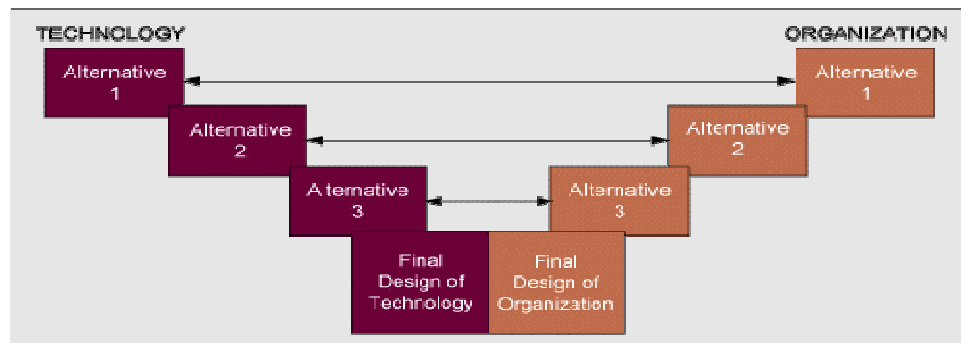 TECHNOLOGY
ORGANIZATION
Alternative
1
Alternative
1
Alternative
2
Alternative
2
Alternative
3
Alternative
3
Final
Design of
Technology
Final
Design of
Organization